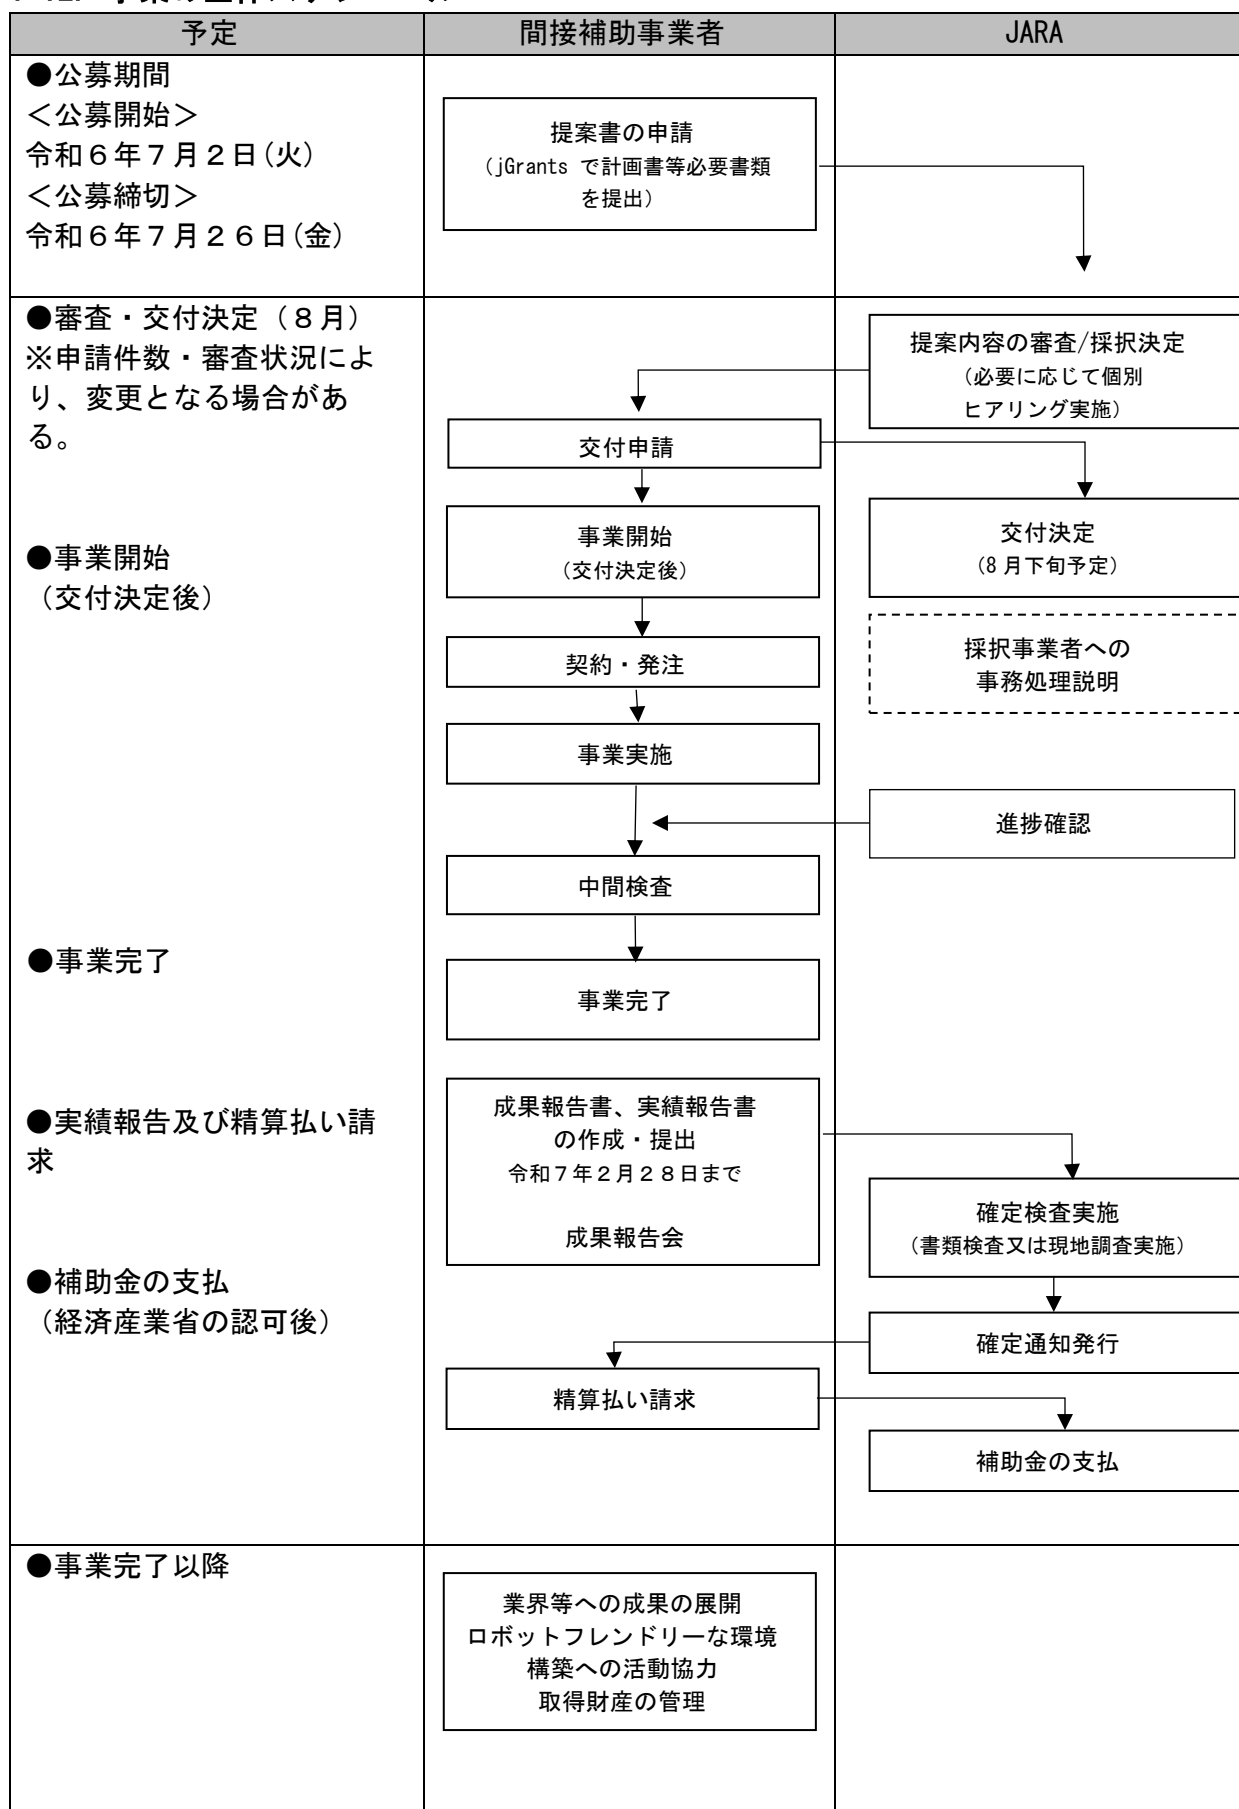 予定
間接補助事業者
JARA
●公募期間
＜公募開始＞
令和６年７月２日(火)
＜公募締切＞
令和６年７月２６日(金)
提案書の申請
(jGrants で計画書等必要書類
を提出)
●審査・交付決定（８月）
※申請件数・審査状況によ
り、変更となる場合があ
る。
提案内容の審査/採択決定
(必要に応じて個別
ヒアリング実施)
交付申請
●事業開始
（交付決定後）
事業開始
(交付決定後)
交付決定
(8月下旬予定)
契約・発注
採択事業者への
事務処理説明
事業実施
進捗確認
中間検査
●事業完了
事業完了
●実績報告及び精算払い請
求
成果報告書、実績報告書
の作成・提出
令和７年２月２８日まで
成果報告会
確定検査実施
(書類検査又は現地調査実施)
●補助金の支払
（経済産業省の認可後）
確定通知発行
精算払い請求
補助金の支払
●事業完了以降
業界等への成果の展開
ロボットフレンドリーな環境
構築への活動協力
取得財産の管理